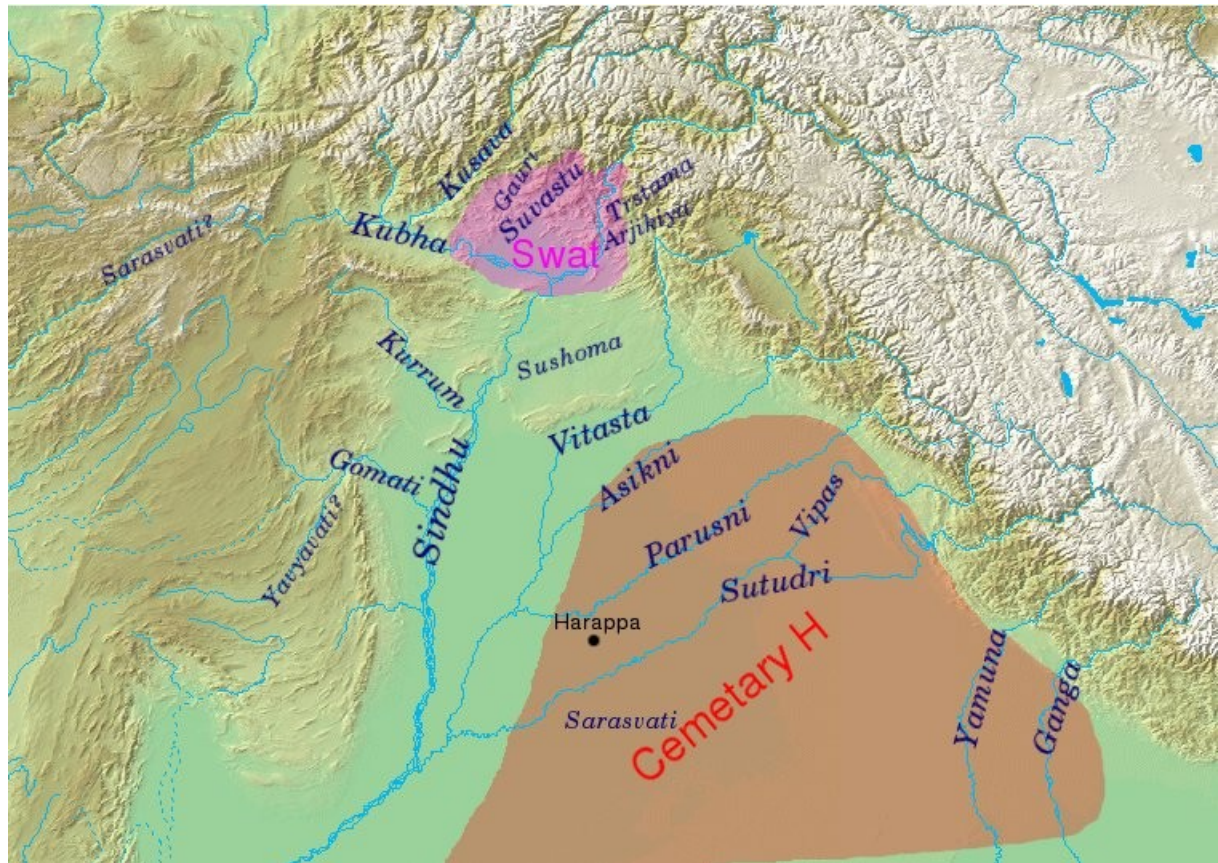 Kusava
Gauri
Suvastu
Trstama
Arjikiya
Sarasvati?
Kubha
Swat
Kurrum
Sushoma
Vitasta
Gomati
Sindhu
Asikni
Yavyavati?
Parusni
Vipas
Sutudri
Harappa
Cemetary H
Sarasvati
Yamuna
Ganga